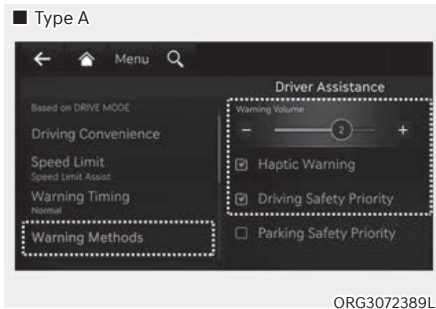 ■ Type A
Menu
Driver Assistance
Based on DRIVE MODE
Driving Convenience
Speed Limit
Speed Limit Assist
Warning Timing
Normal
Warning Methods
Warning Volume
− 2 +
Haptic Warning
Driving Safety Priority
Parking Safety Priority
ORG3072389L